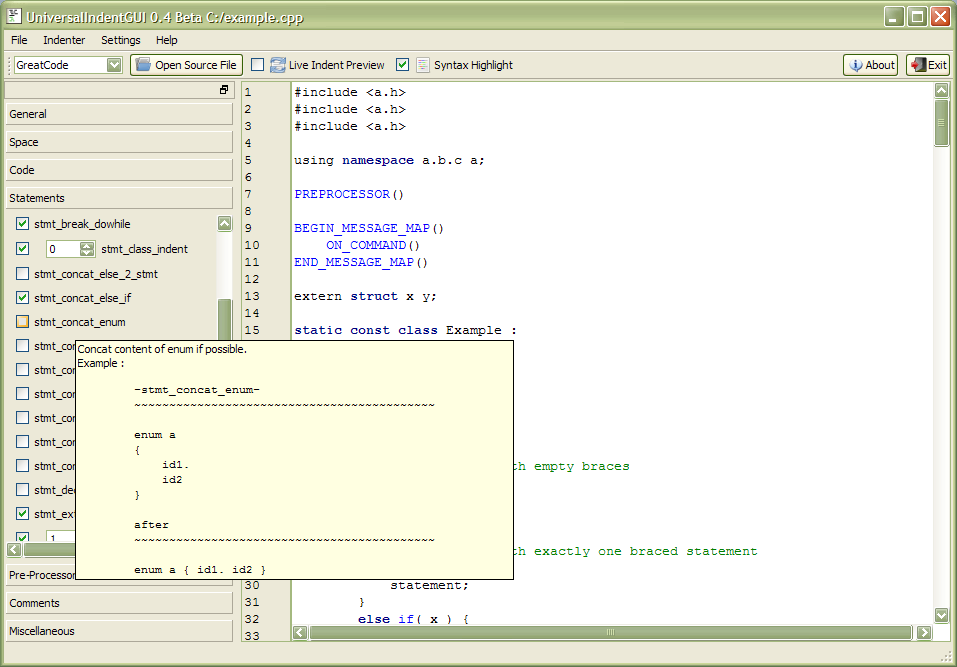 UniversalIndentGUI 0.4 Beta C:/example.cpp
File Indenter Settings Help
GreatCode Open Source File Live Indent Preview Syntax Highlight About Exit
General
Space
Code
Statements
stmt_break_dowhile
0 stmt_class_indent
stmt_concat_else_2_stmt
stmt_concat_else_if
stmt_concat_enum
stmt_co
stmt_co
stmt_co
stmt_co
stmt_co
stmt_co
stmt_de
stmt_ex
1
Pre-Processor
Comments
Miscellaneous
Concat content of enum if possible.
Example :
-stmt_concat_enum-
~~~~~~~~~~~~~~~~~~~~~~~~~~~~~~~~~~~~~~~~~~~
enum a
{
id1.
id2
}
after
~~~~~~~~~~~~~~~~~~~~~~~~~~~~~~~~~~~~~~~~~~~
enum a { id1. id2 }
1 #include <a.h>
2 #include <a.h>
3 #include <a.h>
4
5 using namespace a.b.c a;
6
7 PREPROCESSOR()
8
9 BEGIN_MESSAGE_MAP()
10 ON_COMMAND()
11 END_MESSAGE_MAP()
12
13 extern struct x y;
14
15 static const class Example :
th empty braces
th exactly one braced statement
30 statement;
31 }
32 else if( x ) {
33